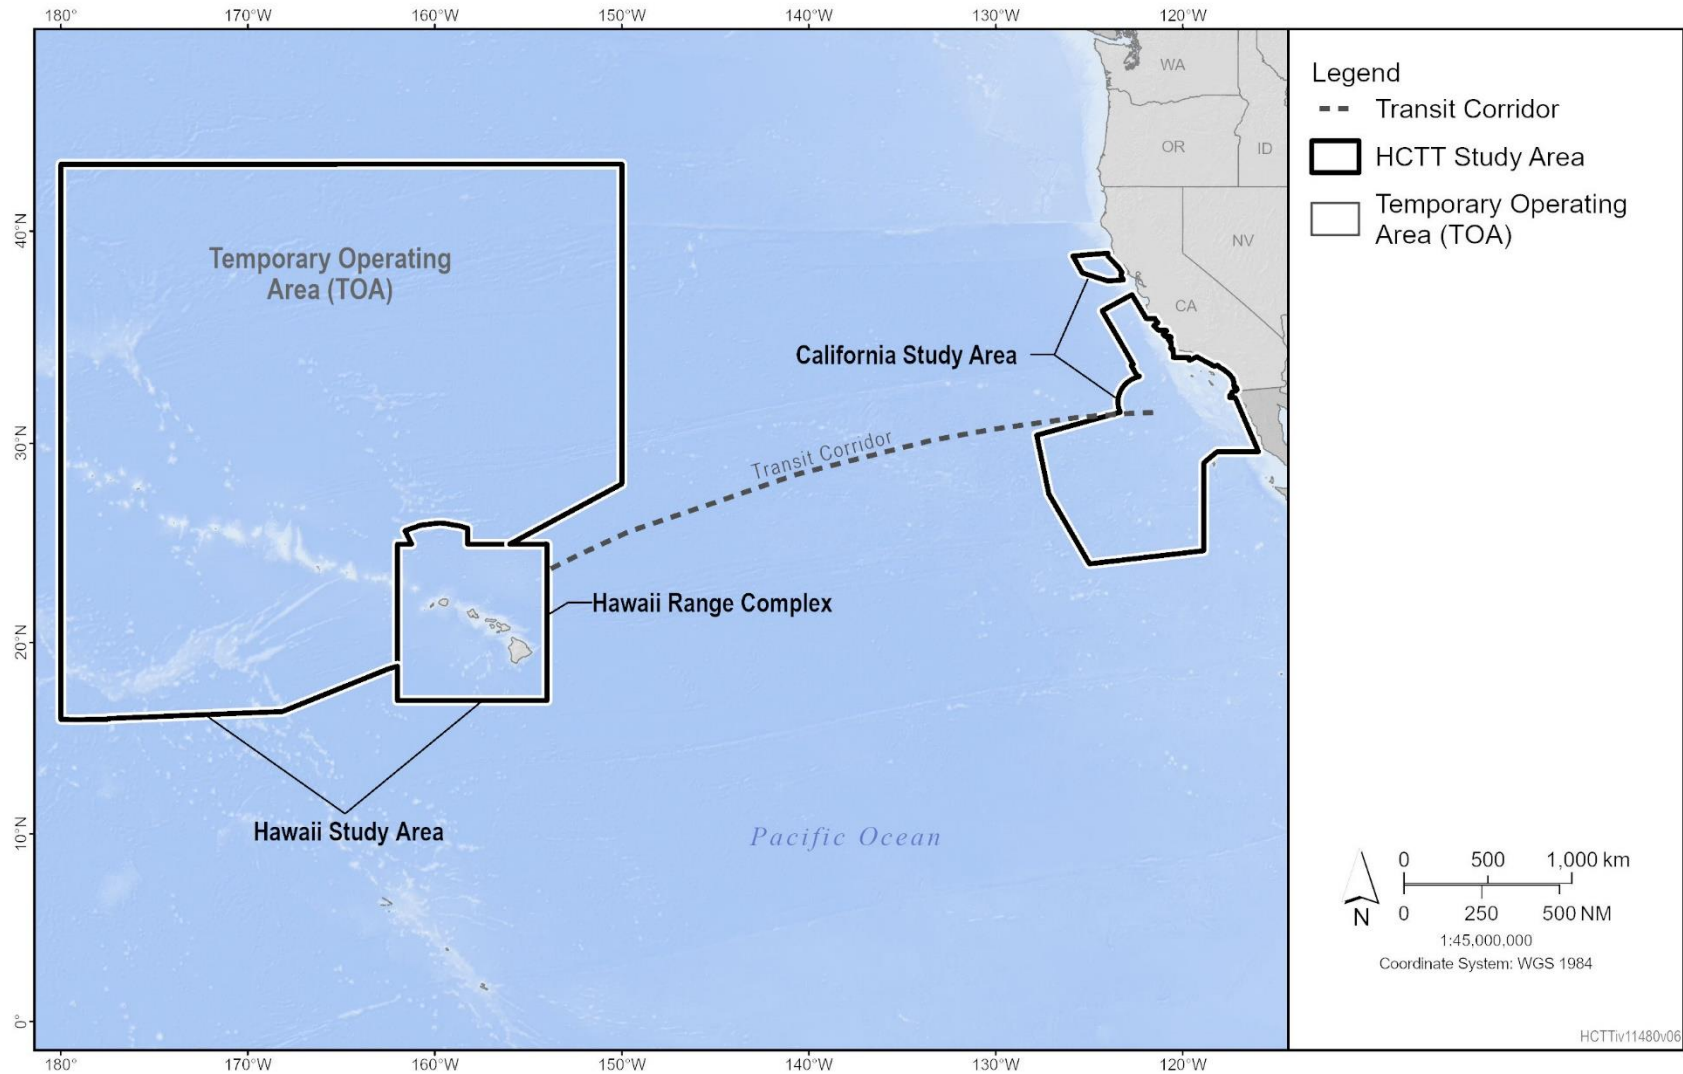 180°
170°W
160°W
150°W
140°W
130°W
120°W
WA
OR
ID
NV
CA
40°N
30°N
20°N
10°N
0°
Temporary Operating
Area (TOA)
California Study Area
Transit Corridor
Hawaii Range Complex
Hawaii Study Area
Pacific Ocean
180°
170°W
160°W
150°W
140°W
130°W
120°W
Legend
Transit Corridor
HCTT Study Area
Temporary Operating
Area (TOA)
0 500 1,000 km
N
0 250 500 NM
1:45,000,000
Coordinate System: WGS 1984
HCTTiv11480v06